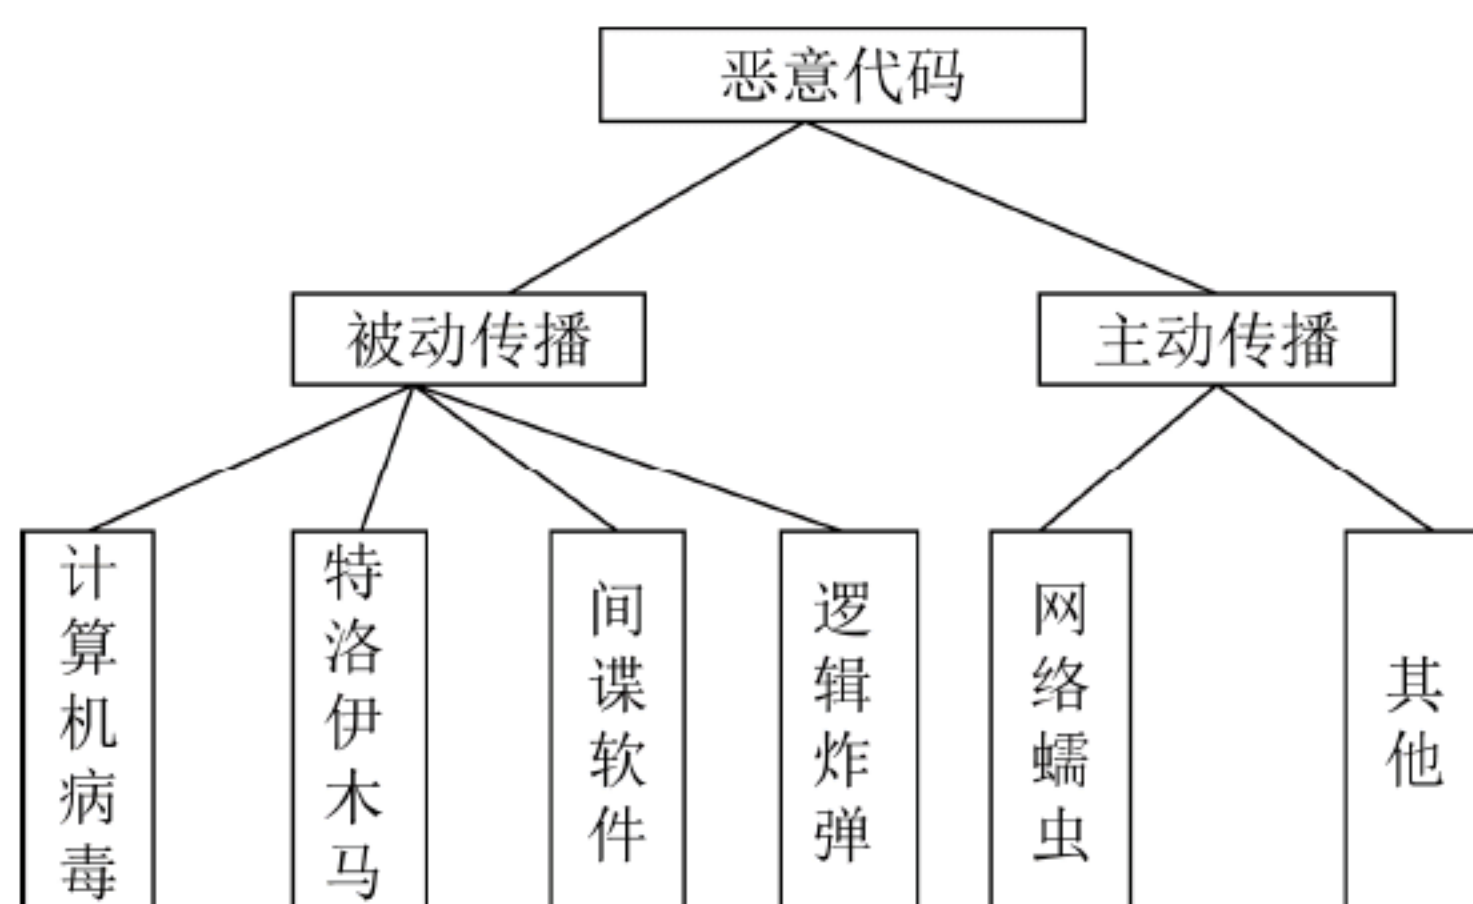 恶意代码
被动传播
主动传播
计算机病毒
特洛伊木马
间谍软件
逻辑炸弹
网络蠕虫
其他